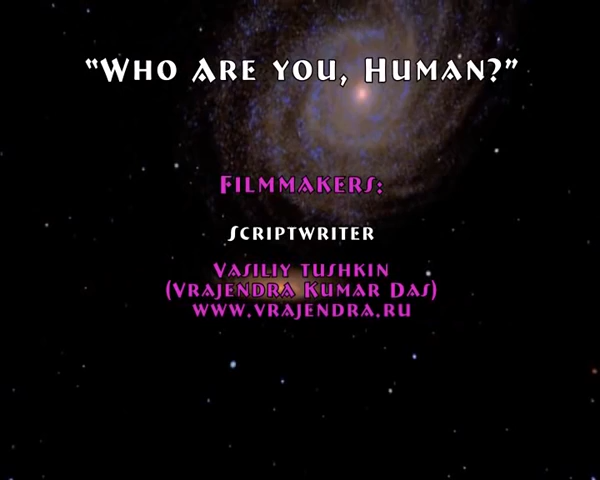 "Who Are you, Human?"
Filmmakers:
Scriptwriter
Vasiliy tushkin
(Vrajendra Kumar Das)
www.vrajendra.ru